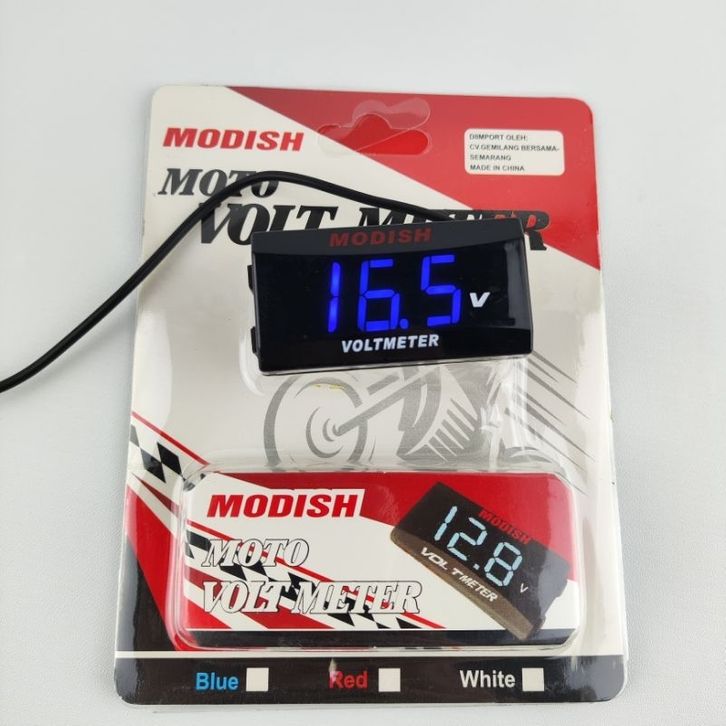 MODISH
MOTO
VOLT METER
DIIMPORT OLEH:
CV.GEMILANG BERSAMA-
SEMARANG
MADE IN CHINA
MODISH
16.5 V
VOLTMETER
MODISH
MOTO
VOLT METER
MODISH
12.8 V
VOLTMETER
Blue Red White